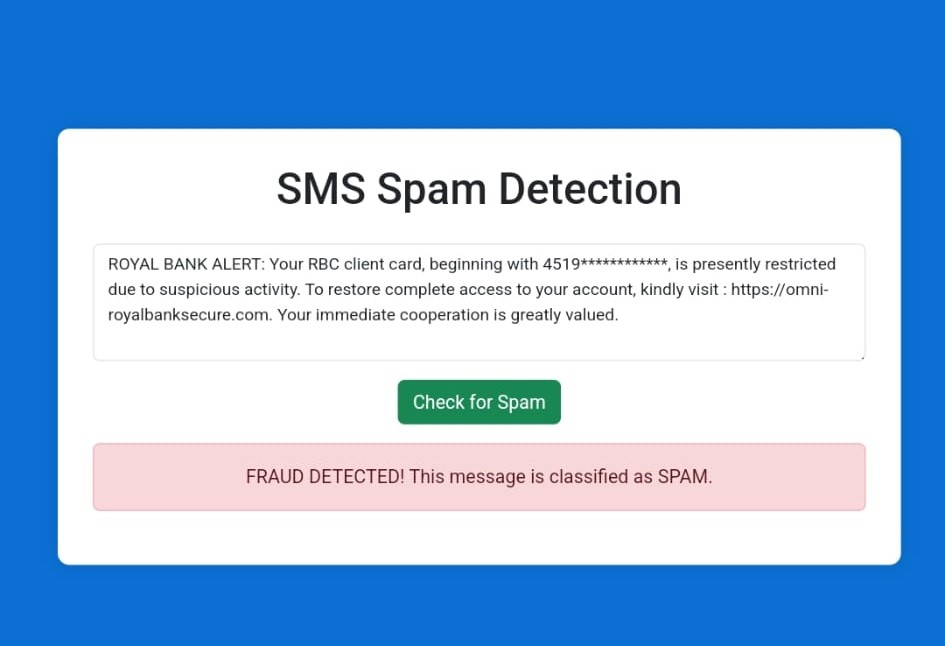 SMS Spam Detection
ROYAL BANK ALERT: Your RBC client card, beginning with 4519************, is presently restricted
due to suspicious activity. To restore complete access to your account, kindly visit : https://omni-
royalbanksecure.com. Your immediate cooperation is greatly valued.
Check for Spam
FRAUD DETECTED! This message is classified as SPAM.